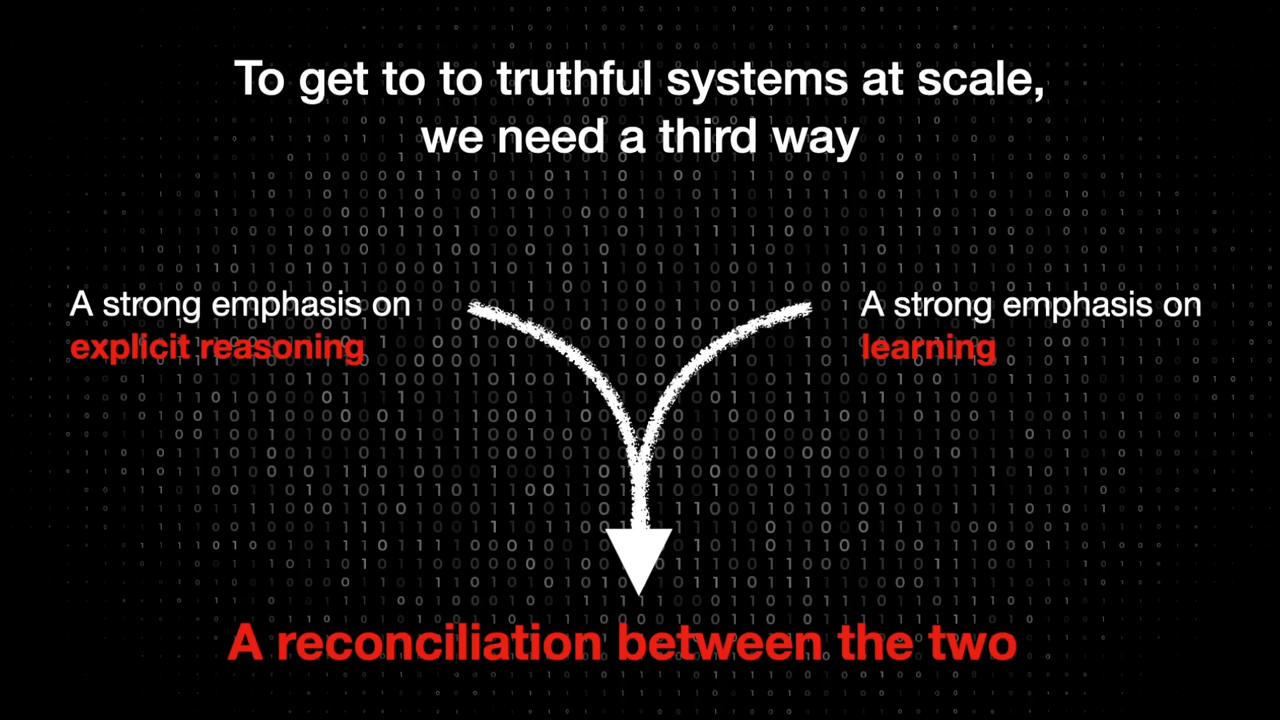 To get to to truthful systems at scale,
we need a third way
A strong emphasis on
explicit reasoning
A strong emphasis on
learning
A reconciliation between the two